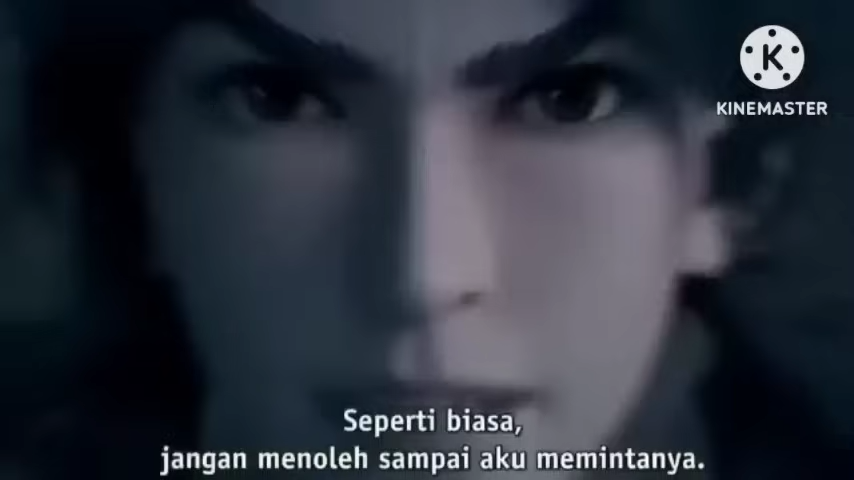 K
KINEMASTER
Seperti biasa,
jangan menoleh sampai aku memintanya.